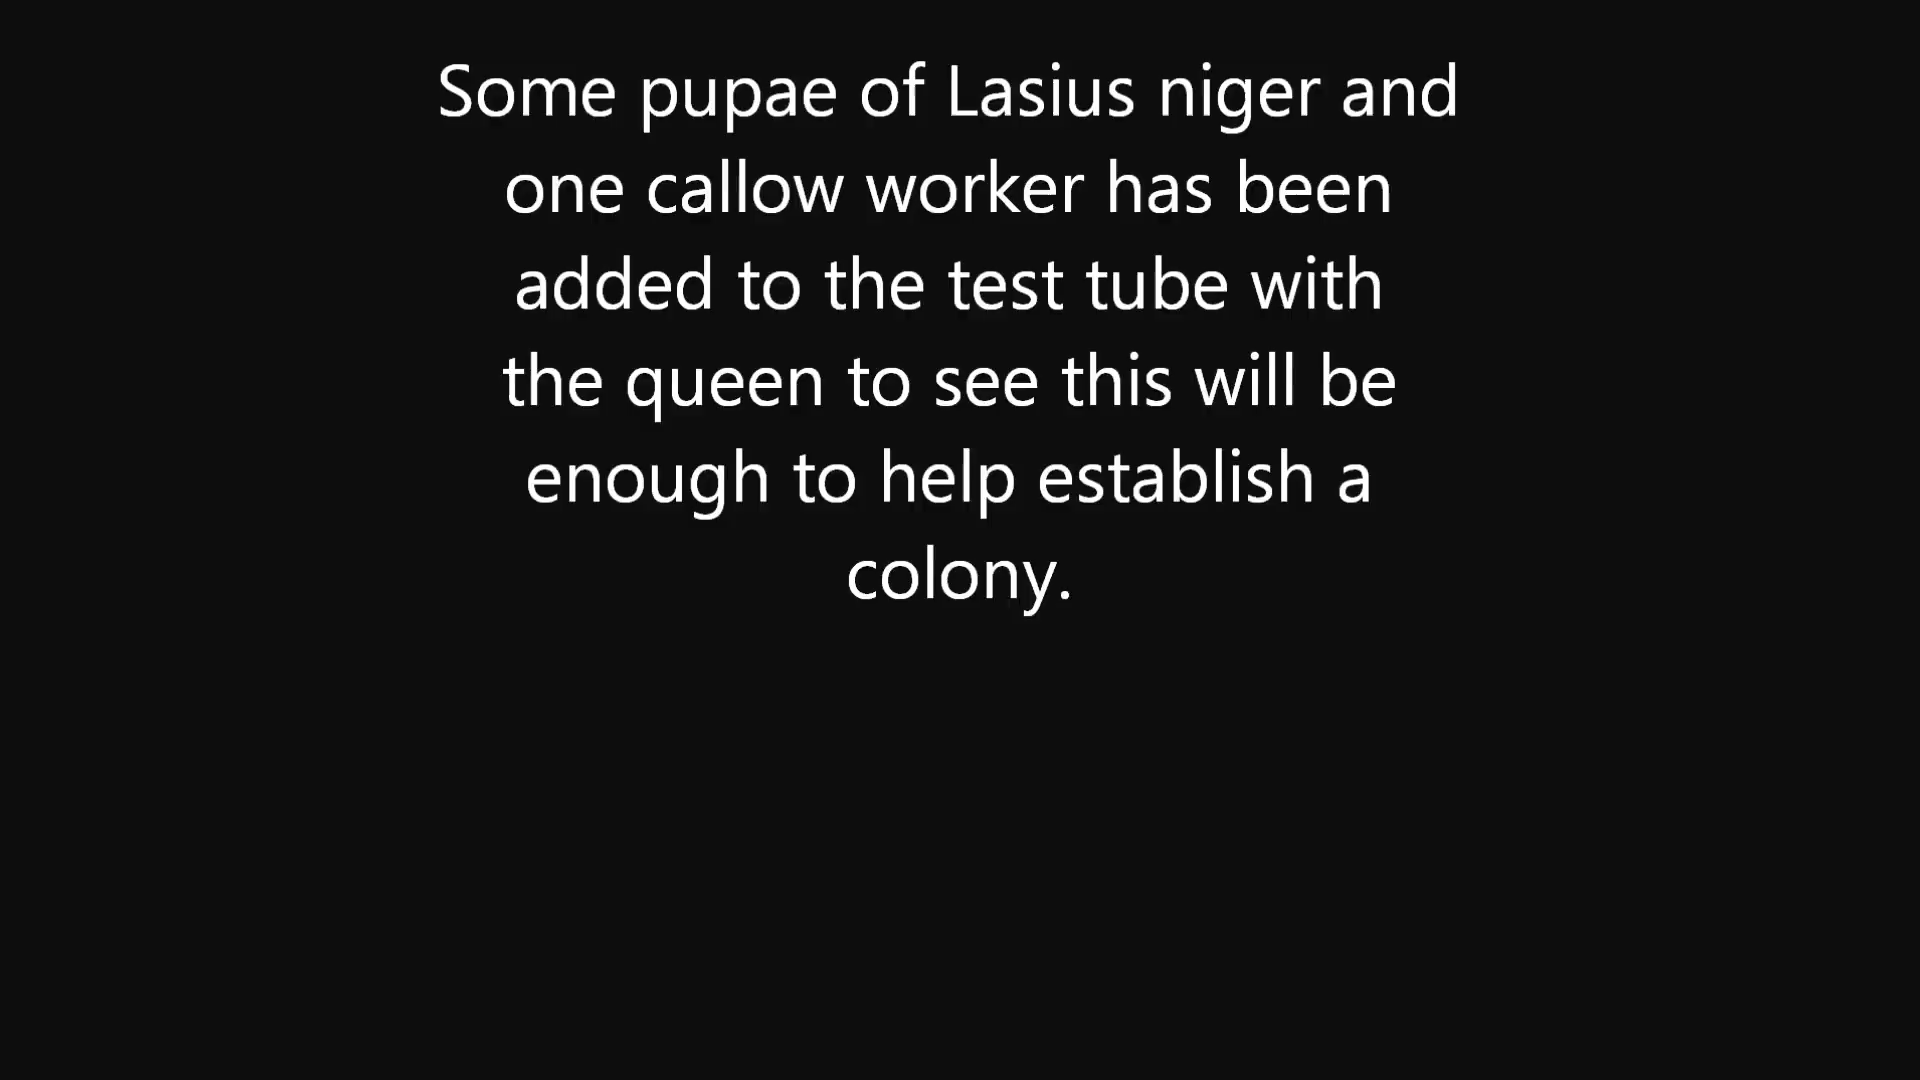 Some pupae of Lasius niger and
one callow worker has been
added to the test tube with
the queen to see this will be
enough to help establish a
colony.